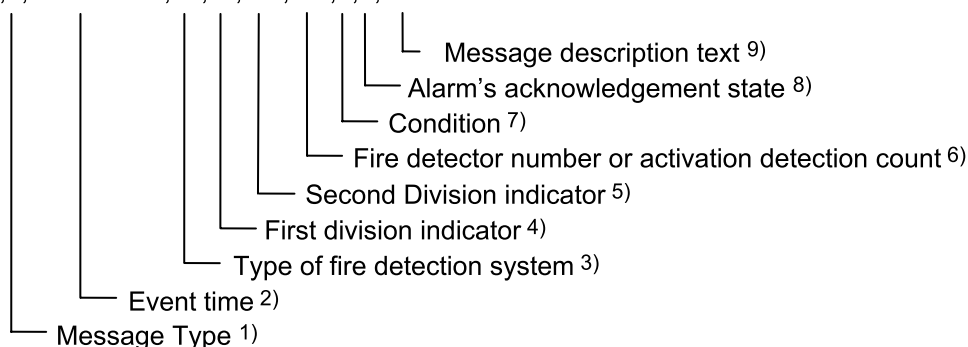 Message description text 9)
Alarm's acknowledgement state 8)
Condition 7)
Fire detector number or activation detection count 6)
Second Division indicator 5)
First division indicator 4)
Type of fire detection system 3)
Event time 2)
Message Type 1)